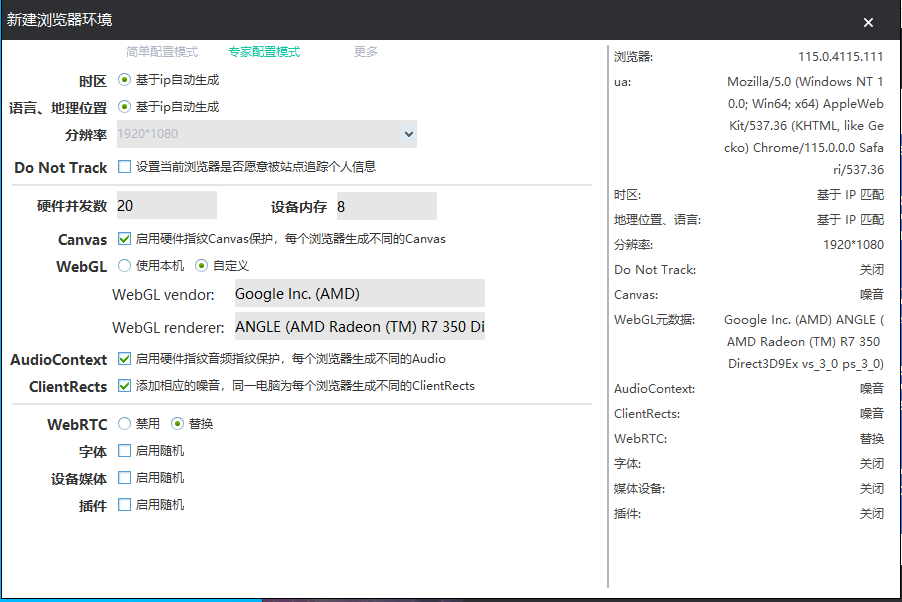 新建浏览器环境
简单配置模式 专家配置模式 更多
时区 基于ip自动生成
语言、地理位置 基于ip自动生成
分辨率 1920*1080
Do Not Track 设置当前浏览器是否愿意被站点追踪个人信息
硬件并发数 20 设备内存 8
Canvas 启用硬件指纹Canvas保护，每个浏览器生成不同的Canvas
WebGL 使用本机 自定义
WebGL vendor: Google Inc. (AMD)
WebGL renderer: ANGLE (AMD Radeon (TM) R7 350 Di
AudioContext 启用硬件指纹音频指纹保护，每个浏览器生成不同的Audio
ClientRects 添加相应的噪音，同一电脑为每个浏览器生成不同的ClientRects
WebRTC 禁用 替换
字体 启用随机
设备媒体 启用随机
插件 启用随机
浏览器: 115.0.4115.111
ua: Mozilla/5.0 (Windows NT 1
0.0; Win64; x64) AppleWeb
Kit/537.36 (KHTML, like Ge
cko) Chrome/115.0.0.0 Safa
ri/537.36
时区: 基于 IP 匹配
地理位置、语言: 基于 IP 匹配
分辨率: 1920*1080
Do Not Track: 关闭
Canvas: 噪音
WebGL元数据: Google Inc. (AMD) ANGLE (
AMD Radeon (TM) R7 350
Direct3D9Ex vs_3_0 ps_3_0)
AudioContext: 噪音
ClientRects: 噪音
WebRTC: 替换
字体: 关闭
媒体设备: 关闭
插件: 关闭